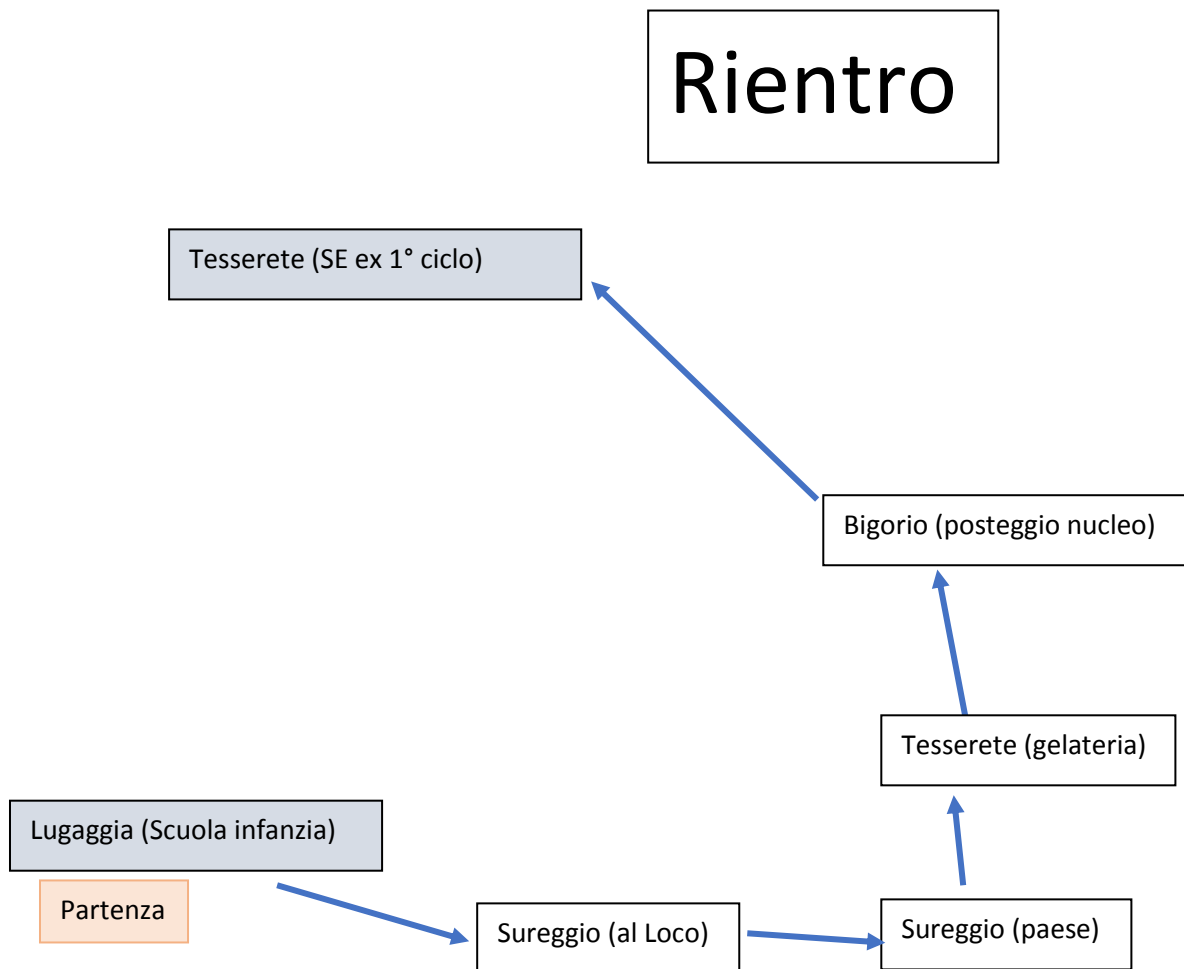 Rientro
Tesserete (SE ex 1° ciclo)
Bigorio (posteggio nucleo)
Tesserete (gelateria)
Lugaggia (Scuola infanzia)
Partenza
Sureggio (al Loco)
Sureggio (paese)